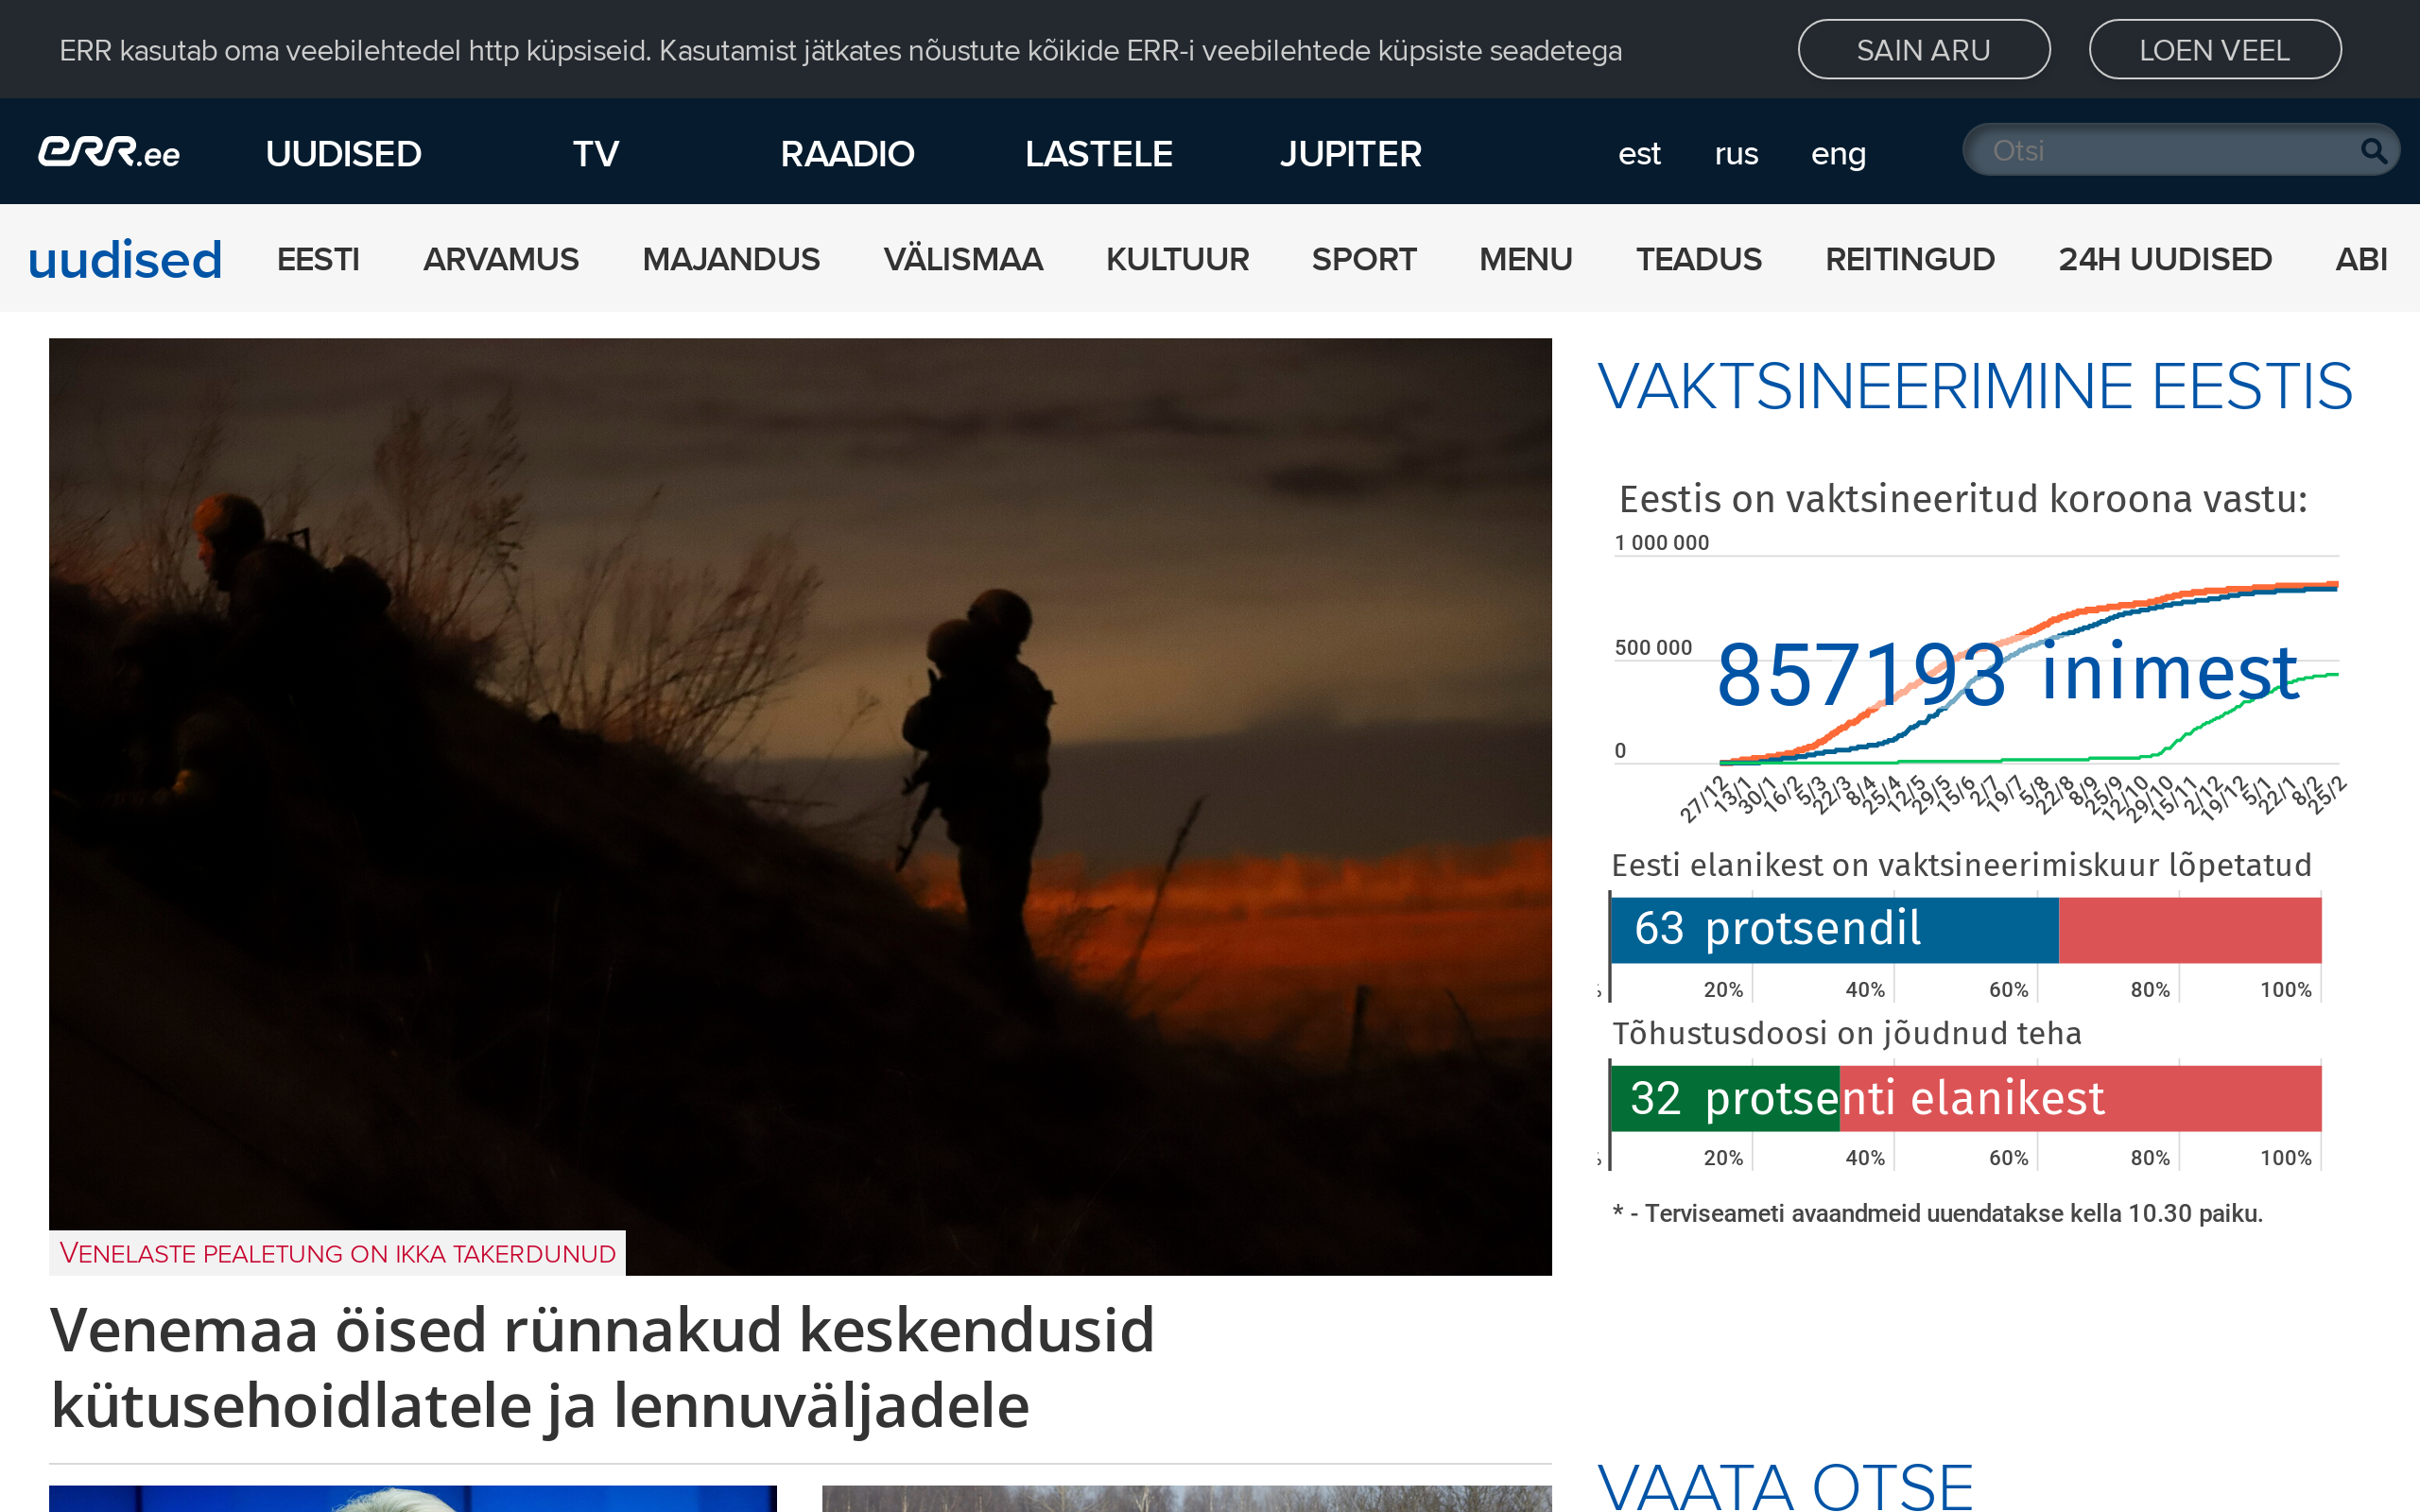 ERR kasutab oma veebilehtedel http küpsiseid. Kasutamist jätkates nõustute kõikide ERR-i veebilehtede küpsiste seadetega
SAIN ARU
LOEN VEEL
err.ee
UUDISED
TV
RAADIO
LASTELE
JUPITER
est
rus
eng
Otsi
uudised
EESTI
ARVAMUS
MAJANDUS
VÄLISMAA
KULTUUR
SPORT
MENU
TEADUS
REITINGUD
24H UUDISED
ABI
VENELASTE PEALETUNG ON IKKA TAKERDUNUD
Venemaa öised rünnakud keskendusid
kütusehoidlatele ja lennuväljadele
VAKTSINEERIMINE EESTIS
Eestis on vaktsineeritud koroona vastu:
1 000 000
500 000
857193 inimest
0
27/12 13/1 30/1 16/2 5/3 22/3 8/4 25/4 12/5 29/5 15/6 2/7 19/7 5/8 22/8 8/9 25/9 12/10 29/10 15/11 2/12 19/12 5/1 22/1 8/2 25/2
Eesti elanikest on vaktsineerimiskuur lõpetatud
63 protsendil
20% 40% 60% 80% 100%
Tõhustusdoosi on jõudnud teha
32 protsenti elanikest
20% 40% 60% 80% 100%
* - Terviseameti avaandmeid uuendatakse kella 10.30 paiku.
VAATA OTSE